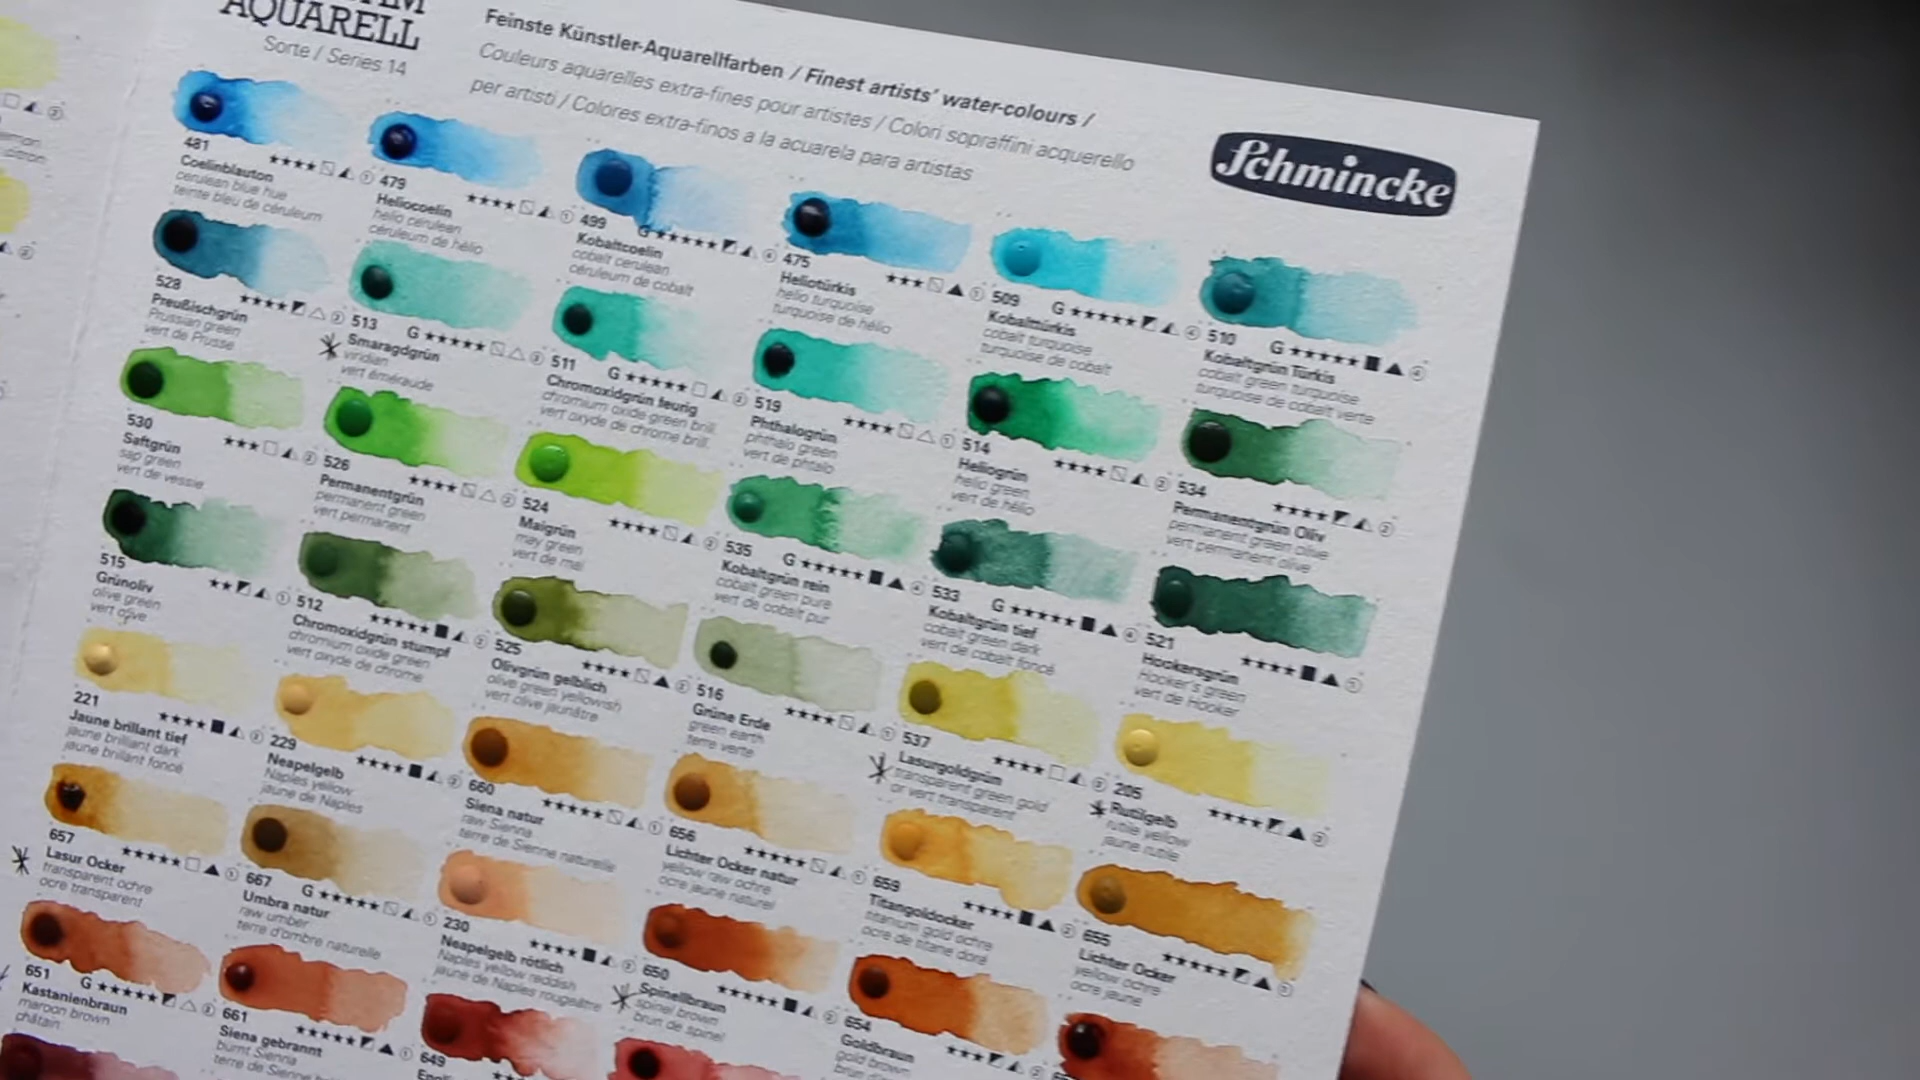 AQUARELL
Sorte / Series 14
Feinste Künstler-Aquarellfarben / Finest artists' water-colours /
Couleurs aquarelles extra-fines pour artistes / Colori sopraffini acquerello
per artisti / Colores extra-finos a la acuarela para artistas
Schmincke
481
Coelinblauton
cerulean blue hue
teinte bleu de céruleum
479
Heliocoelin
helio cerulean
céruleum de hélio
499
G
Kobaltcoelin
cobalt cerulean
céruleum de cobalt
475
Heliotürkis
helio turquoise
turquoise de hélio
509
G
Kobalttürkis
cobalt turquoise
turquoise de cobalt
510
G
Kobaltgrün Türkis
cobalt green turquoise
turquoise de cobalt verte
528
Preußischgrün
Prussian green
vert de Prusse
513
G
Smaragdgrün
viridian
vert émeraude
511
G
Chromoxidgrün feurig
chromium oxide green brill.
vert oxyde de chrome brill.
519
Phthalogrün
phthalo green
vert de phtalo
514
Heliogrün
helio green
vert de hélio
534
Permanentgrün Oliv
permanent green olive
vert permanent olive
530
Saftgrün
sap green
vert de vessie
526
Permanentgrün
permanent green
vert permanent
524
Maigrün
may green
vert de mai
535
G
Kobaltgrün rein
cobalt green pure
vert de cobalt pur
533
G
Kobaltgrün tief
cobalt green dark
vert de cobalt foncé
521
Hookersgrün
Hooker's green
vert de Hooker
515
Grünoliv
olive green
vert olive
512
Chromoxidgrün stumpf
chromium oxide green
vert oxyde de chrome
525
Olivgrün gelblich
olive green yellowish
vert olive jaunâtre
516
Grüne Erde
green earth
terre verte
537
Lasurgoldgrün
transparent green gold
or vert transparent
205
Rutilgelb
rutile yellow
jaune rutile
221
Jaune brillant tief
jaune brilliant dark
jaune brillant foncé
229
Neapelgelb
Naples yellow
jaune de Naples
660
Siena natur
raw Sienna
terre de Sienne naturelle
656
Lichter Ocker natur
yellow raw ochre
ocre jaune naturel
659
Titangoldocker
titanium gold ochre
ocre de titane doré
655
Lichter Ocker
yellow ochre
ocre jaune
657
Lasur Ocker
transparent ochre
ocre transparent
667
G
Umbra natur
raw umber
terre d'ombre naturelle
230
Neapelgelb rötlich
Naples yellow reddish
jaune de Naples rougeâtre
650
Spinellbraun
spinel brown
brun de spinel
654
Goldbraun
gold brown
651
G
Kastanienbraun
maroon brown
châtain
661
Siena gebrannt
burnt Sienna
649